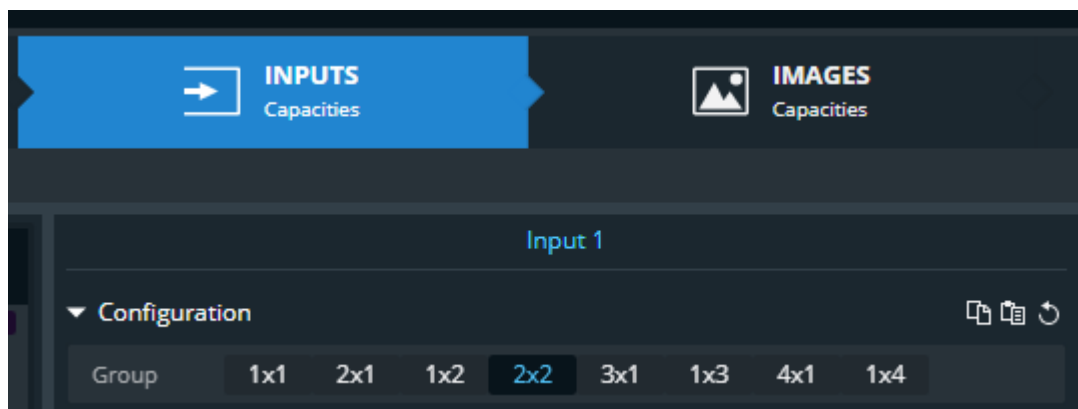 INPUTS
Capacities
IMAGES
Capacities
Input 1
Configuration
Group 1x1 2x1 1x2 2x2 3x1 1x3 4x1 1x4